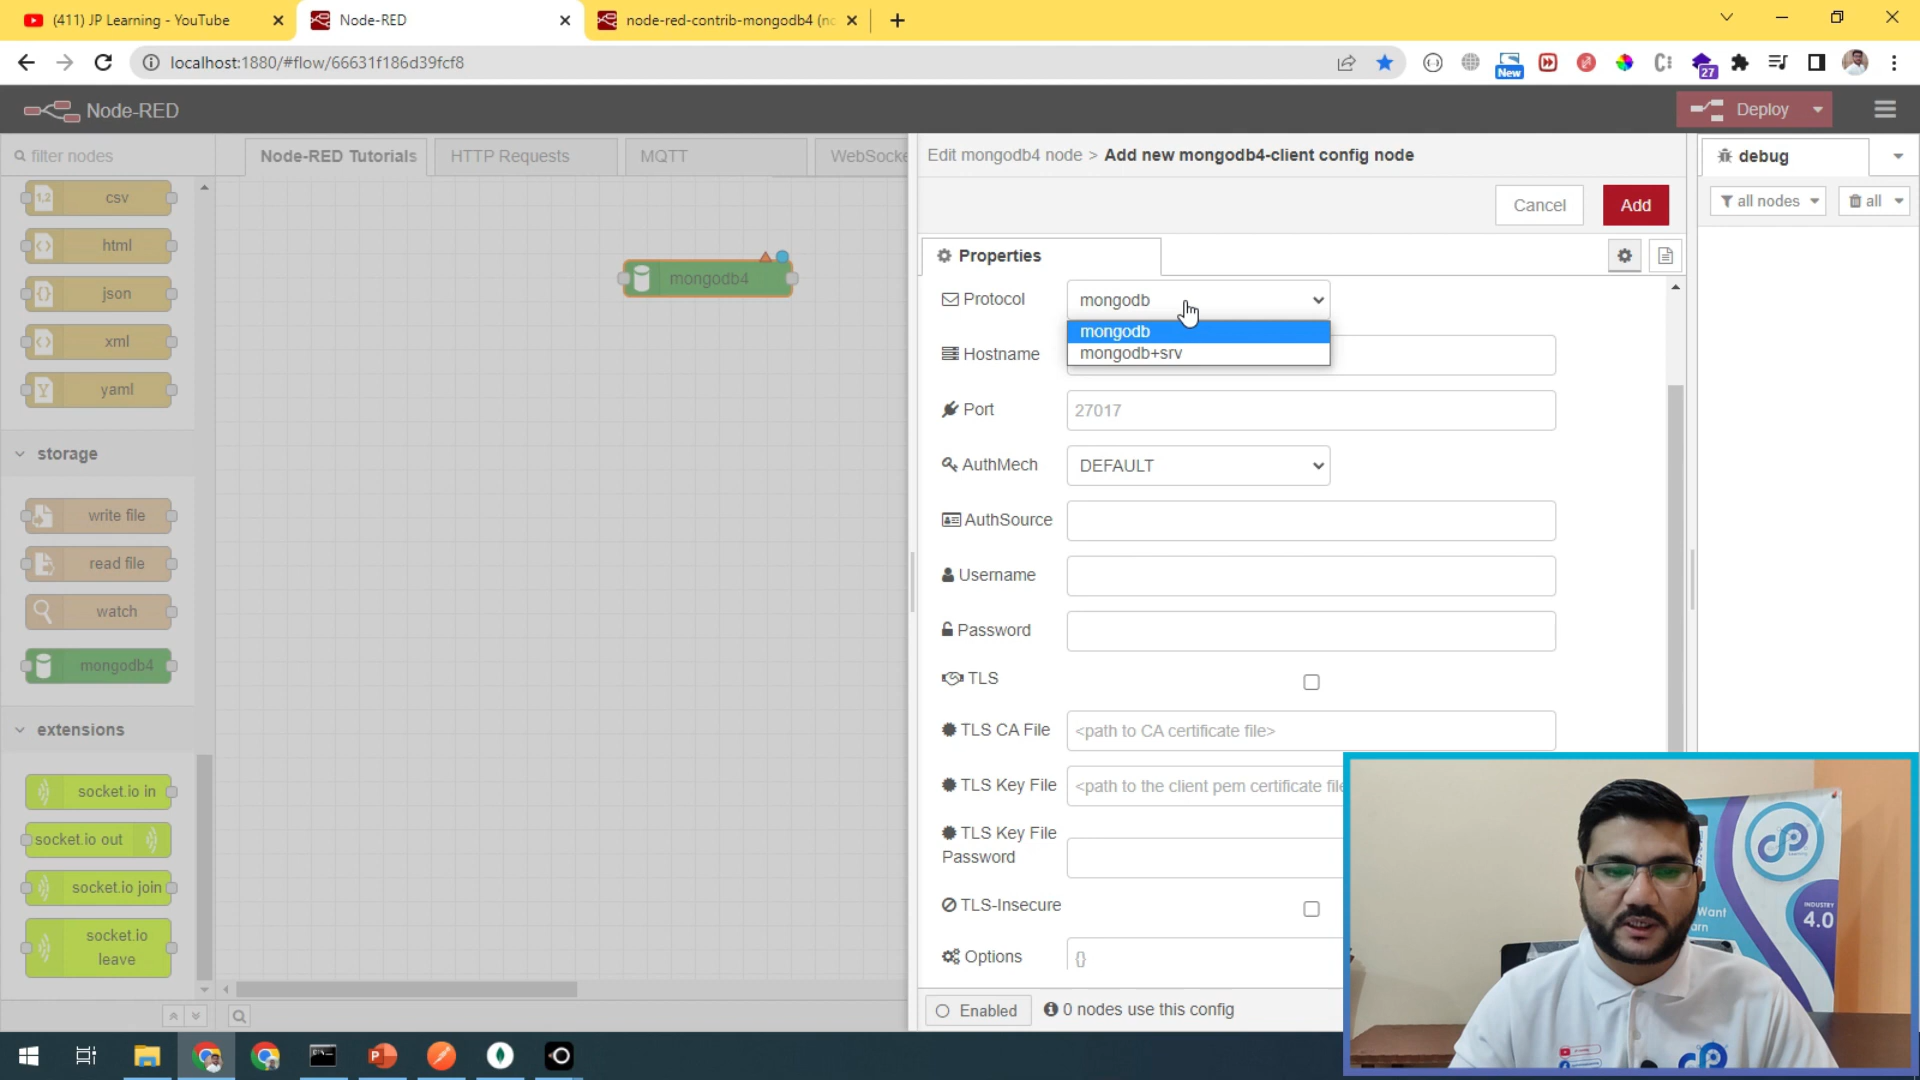 (411) JP Learning - YouTube
Node-RED
node-red-contrib-mongodb4 (no
localhost:1880/#flow/66631f186d39fcf8
New
27
Node-RED
Deploy
filter nodes
Node-RED Tutorials
HTTP Requests
MQTT
WebSocke
Edit mongodb4 node > Add new mongodb4-client config node
debug
Cancel
Add
all nodes
all
csv
html
json
xml
yaml
storage
write file
read file
watch
mongodb4
extensions
socket.io in
socket.io out
socket.io join
socket.io
leave
mongodb4
Properties
Protocol
mongodb
mongodb
mongodb+srv
Hostname
Port
27017
AuthMech
DEFAULT
AuthSource
Username
Password
TLS
TLS CA File
<path to CA certificate file>
TLS Key File
<path to the client pem certificate file
TLS Key File
Password
TLS-Insecure
Options
{}
Enabled
0 nodes use this config
Want
arn
INDUSTRY
4.0